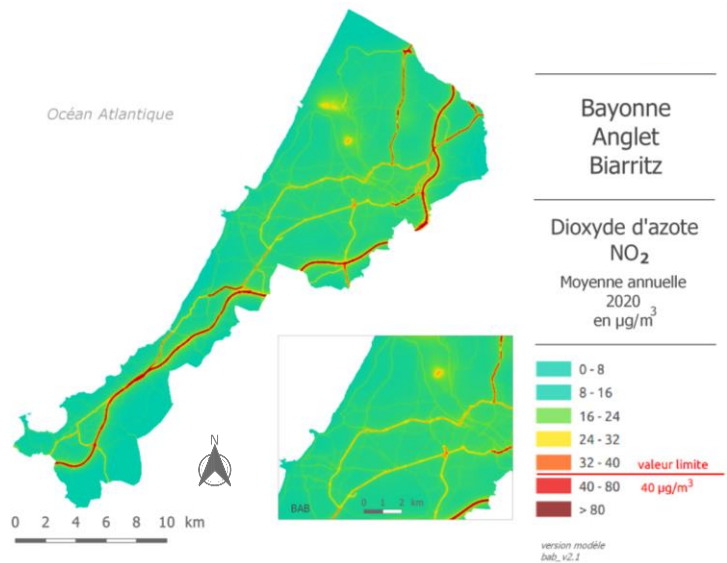 Océan Atlantique
Bayonne
Anglet
Biarritz
Dioxyde d'azote
NO₂
Moyenne annuelle
2020
en µg/m³
0 - 8
8 - 16
16 - 24
24 - 32
32 - 40 valeur limite
40 - 80 40 µg/m³
> 80
N
BAB 0 1 2 km
0 2 4 6 8 10 km
version modèle
bab_v2.1